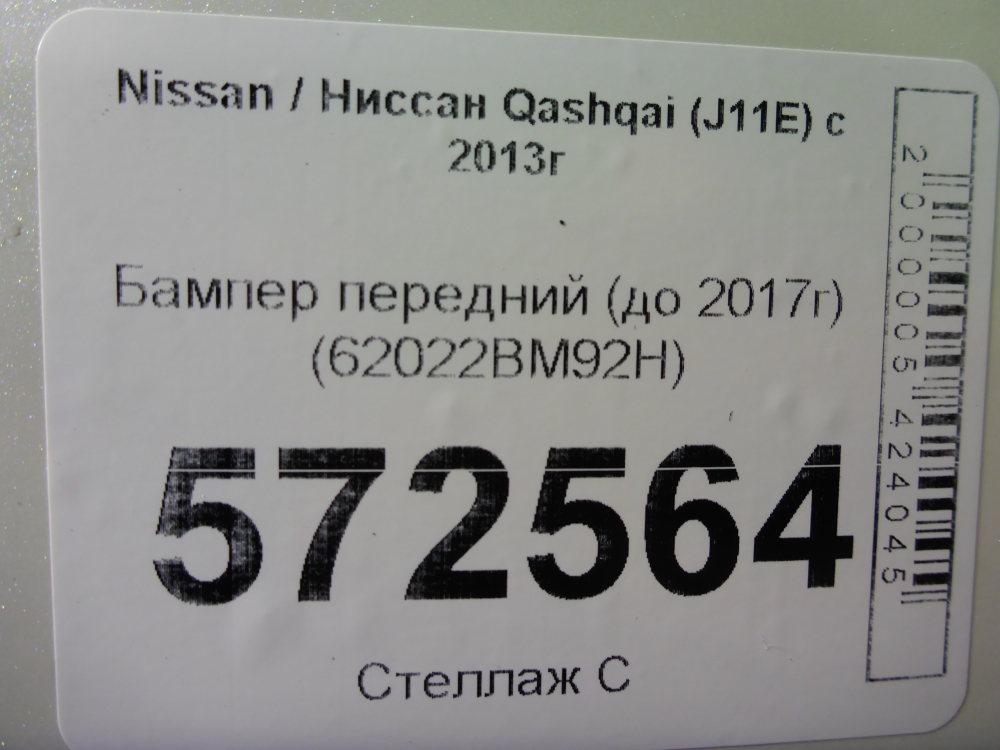 Nissan / Ниссан Qashqai (J11E) с
2013г
Бампер передний (до 2017г)
(62022BM92H)
572564
Стеллаж С
2000005424045